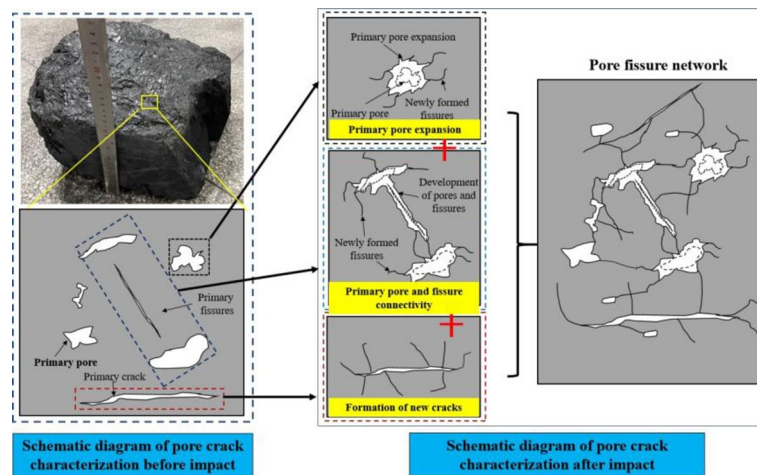 Primary
fissures
Primary pore
Primary crack
Schematic diagram of pore crack
characterization before impact
Primary pore expansion
Primary pore
Newly formed
fissures
Primary pore expansion
Development of
pores and
fissures
Newly formed
fissures
Primary pore and fissure
connectivity
Formation of new cracks
Pore fissure network
Schematic diagram of pore crack
characterization after impact